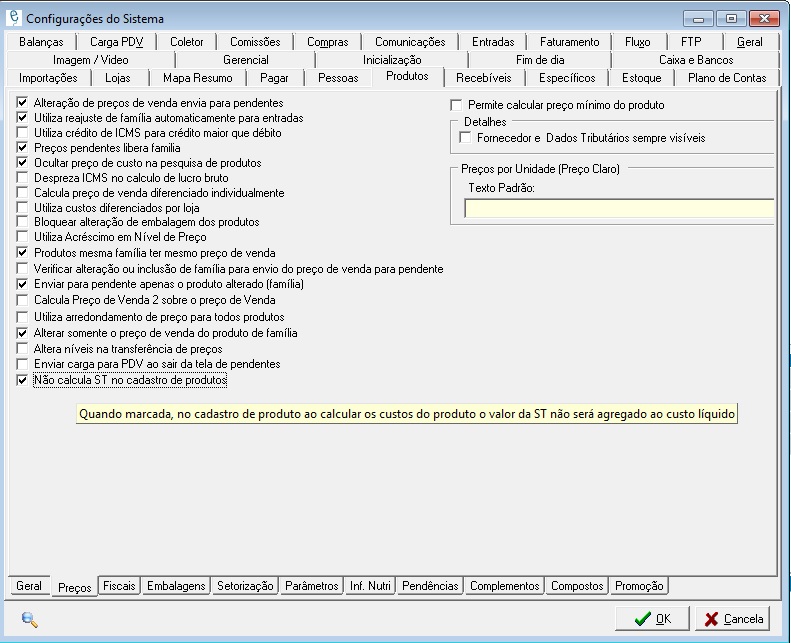 Configurações do Sistema
Balanças Carga PDV Coletor Comissões Compras Comunicações Entradas Faturamento Fluxo FTP Geral
Imagem / Video Gerencial Inicialização Fim de dia Caixa e Bancos
Importações Lojas Mapa Resumo Pagar Pessoas Produtos Recebíveis Específicos Estoque Plano de Contas
Alteração de preços de venda envia para pendentes
Utiliza reajuste de família automaticamente para entradas
Utiliza crédito de ICMS para crédito maior que débito
Preços pendentes libera familia
Ocultar preço de custo na pesquisa de produtos
Despreza ICMS no calculo de lucro bruto
Calcula preço de venda diferenciado individualmente
Utiliza custos diferenciados por loja
Bloquear alteração de embalagem dos produtos
Utiliza Acréscimo em Nível de Preço
Produtos mesma família ter mesmo preço de venda
Verificar alteração ou inclusão de família para envio do preço de venda para pendente
Enviar para pendente apenas o produto alterado (família)
Calcula Preço de Venda 2 sobre o preço de Venda
Utiliza arredondamento de preço para todos produtos
Alterar somente o preço de venda do produto de família
Altera níveis na transferência de preços
Enviar carga para PDV ao sair da tela de pendentes
Não calcula ST no cadastro de produtos
Permite calcular preço mínimo do produto
Detalhes
Fornecedor e Dados Tributários sempre visíveis
Preços por Unidade (Preço Claro)
Texto Padrão:
Quando marcada, no cadastro de produto ao calcular os custos do produto o valor da ST não será agregado ao custo líquido
Geral Preços Fiscais Embalagens Setorização Parâmetros Inf. Nutri Pendências Complementos Compostos Promoção
OK Cancela